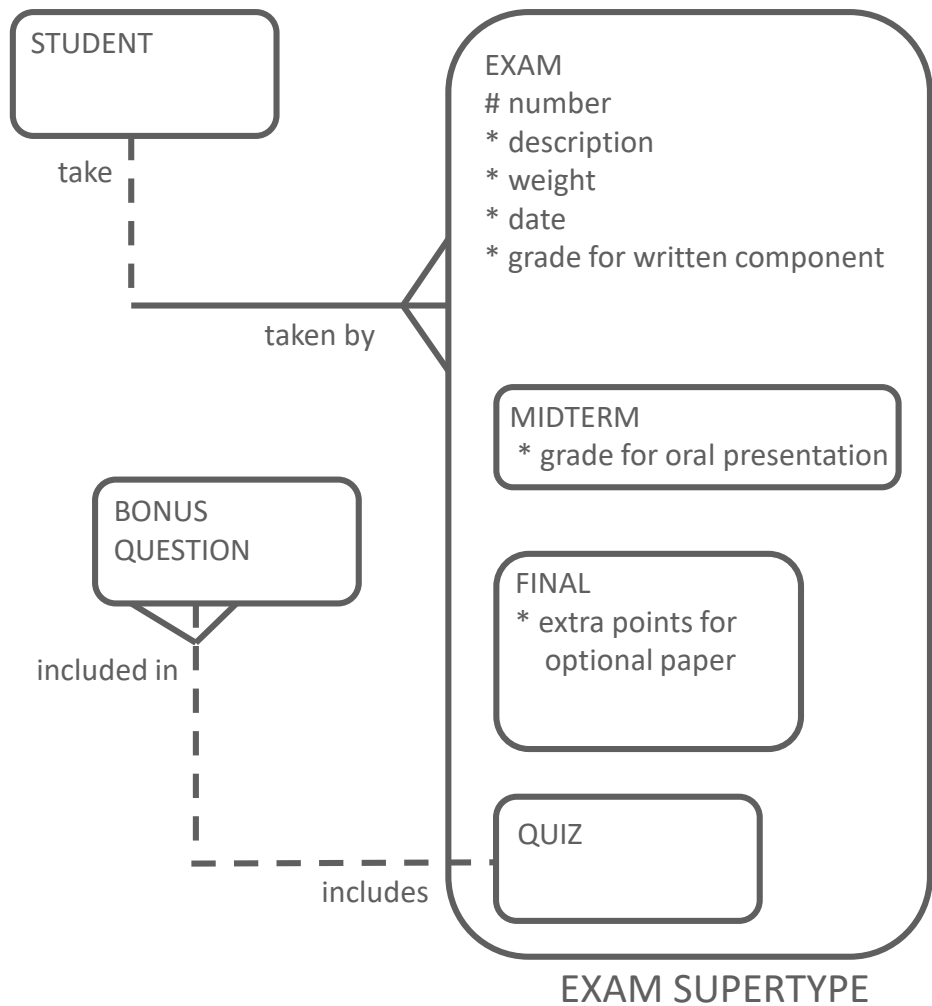 STUDENT
take
taken by
EXAM
# number
* description
* weight
* date
* grade for written component
MIDTERM
* grade for oral presentation
BONUS
QUESTION
included in
FINAL
* extra points for
optional paper
QUIZ
includes
EXAM SUPERTYPE